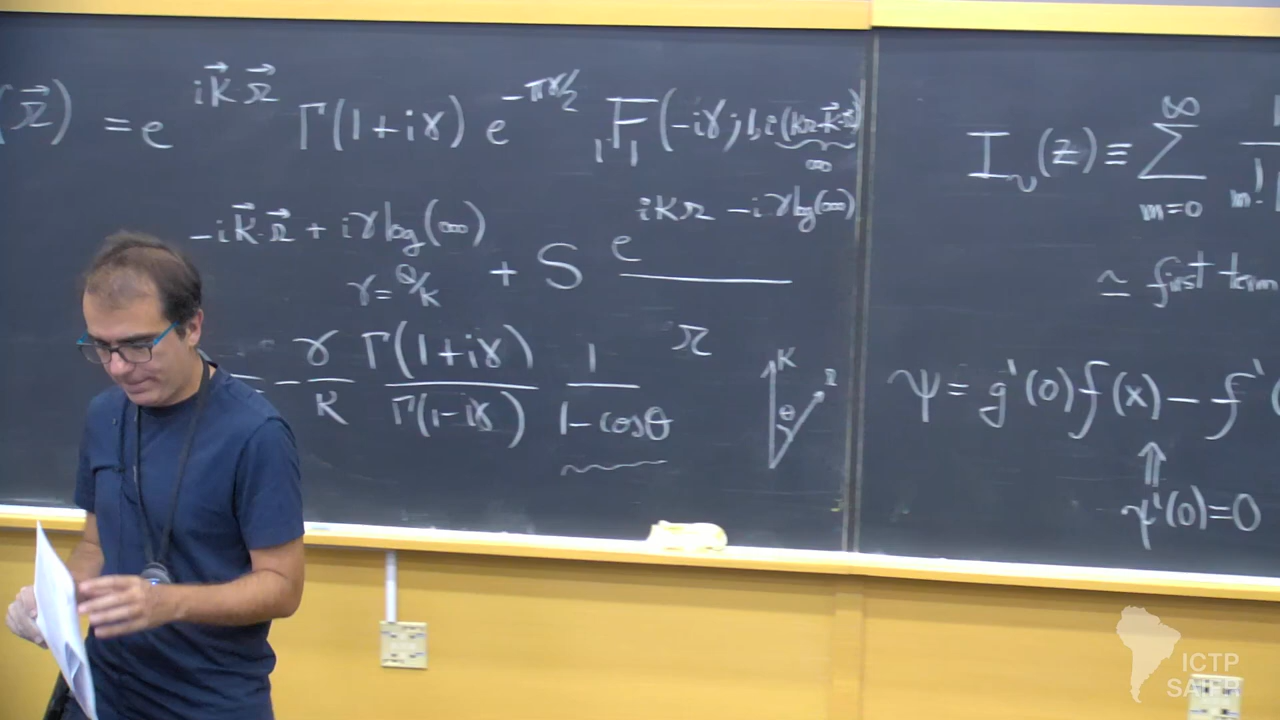 (r⃗) = e^{ik⃗r⃗} Γ(1+iγ) e^{-πγ/2} ₁F₁(-iγ; 1, i(kr-k⃗·r⃗))
∞
-ik⃗·r⃗ + iγ log(∞) + S e^{ikr - iγ log(∞)}
r
γ = Q/k
= - γ/k Γ(1+iγ)/Γ(1-iγ) 1/(1-cosθ)
K
θ
r
I_ν(z) ≡ ∑_{m=0}^{∞} 1/m!
≃ first term
ψ = g'(0)f(x) - f'(
⇑
ψ'(0)=0
ICTP
SAIFR